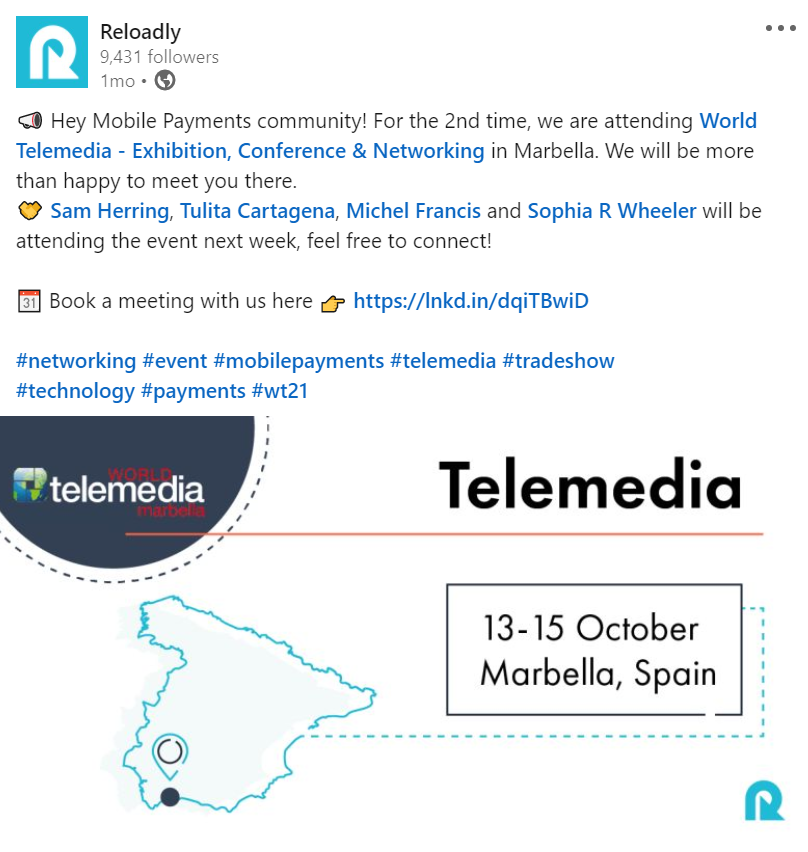 Reloadly
9,431 followers
1mo •
📣 Hey Mobile Payments community! For the 2nd time, we are attending World
Telemedia - Exhibition, Conference & Networking in Marbella. We will be more
than happy to meet you there.
🤝 Sam Herring, Tulita Cartagena, Michel Francis and Sophia R Wheeler will be
attending the event next week, feel free to connect!
📅 Book a meeting with us here 👉 https://lnkd.in/dqiTBwiD
#networking #event #mobilepayments #telemedia #tradeshow
#technology #payments #wt21
WORLD
telemedia
marbella
Telemedia
13-15 October
Marbella, Spain